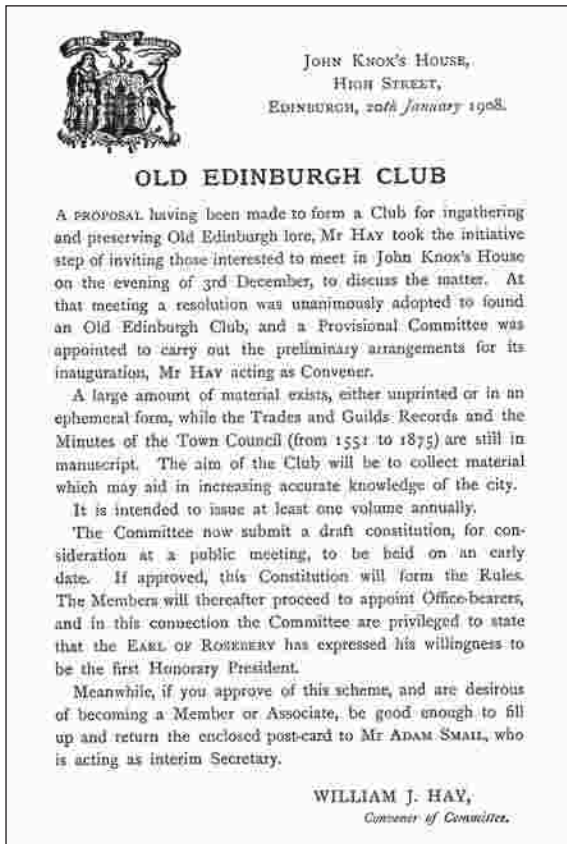 JOHN KNOX'S HOUSE,
HIGH STREET,
EDINBURGH, 20th January 1908.
OLD EDINBURGH CLUB
A PROPOSAL having been made to form a Club for ingathering
and preserving Old Edinburgh lore, Mr HAY took the initiative
step of inviting those interested to meet in John Knox's House
on the evening of 3rd December, to discuss the matter. At
that meeting a resolution was unanimously adopted to found
an Old Edinburgh Club, and a Provisional Committee was
appointed to carry out the preliminary arrangements for its
inauguration, Mr HAY acting as Convener.
A large amount of material exists, either unprinted or in an
ephemeral form, while the Trades and Guilds Records and the
Minutes of the Town Council (from 1551 to 1875) are still in
manuscript. The aim of the Club will be to collect material
which may aid in increasing accurate knowledge of the city.
It is intended to issue at least one volume annually.
The Committee now submit a draft constitution, for con-
sideration at a public meeting, to be held on an early
date. If approved, this Constitution will form the Rules.
The Members will thereafter proceed to appoint Office-bearers,
and in this connection the Committee are privileged to state
that the EARL OF ROSEBERY has expressed his willingness to
be the first Honorary President.
Meanwhile, if you approve of this scheme, and are desirous
of becoming a Member or Associate, be good enough to fill
up and return the enclosed post-card to Mr ADAM SMAIL, who
is acting as interim Secretary.
WILLIAM J. HAY,
Convener of Committee.